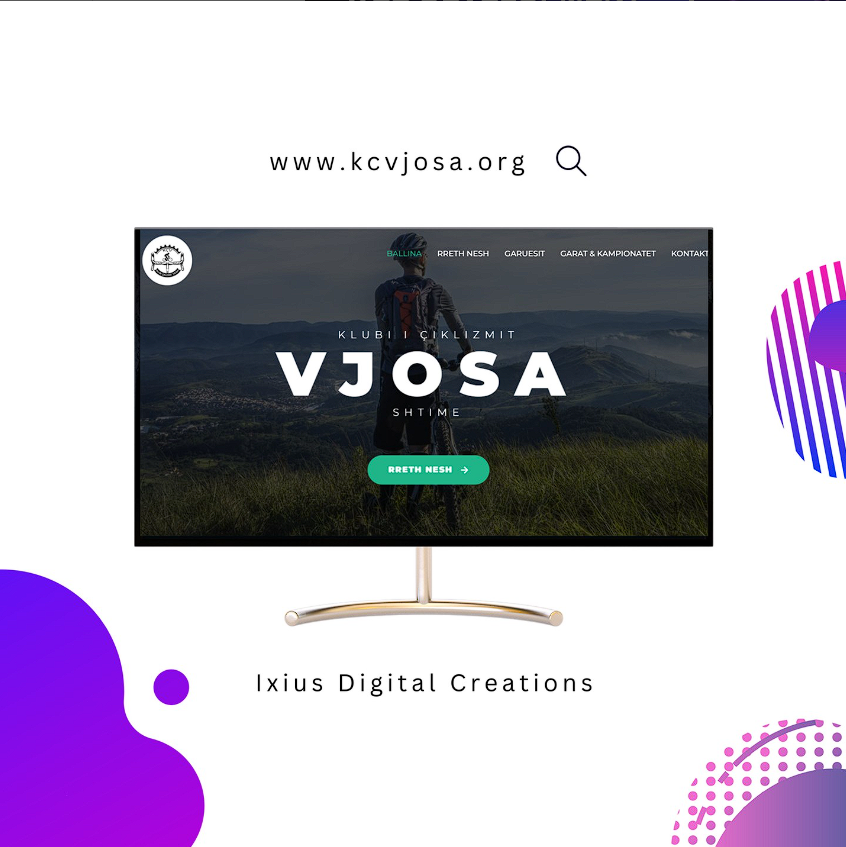 www.kcvjosa.org
BALLINA RRETH NESH GARUESIT GARAT & KAMPIONATET KONTAKT
KLUBI I ÇIKLIZMIT
VJOSA
SHTIME
RRETH NESH →
Ixius Digital Creations